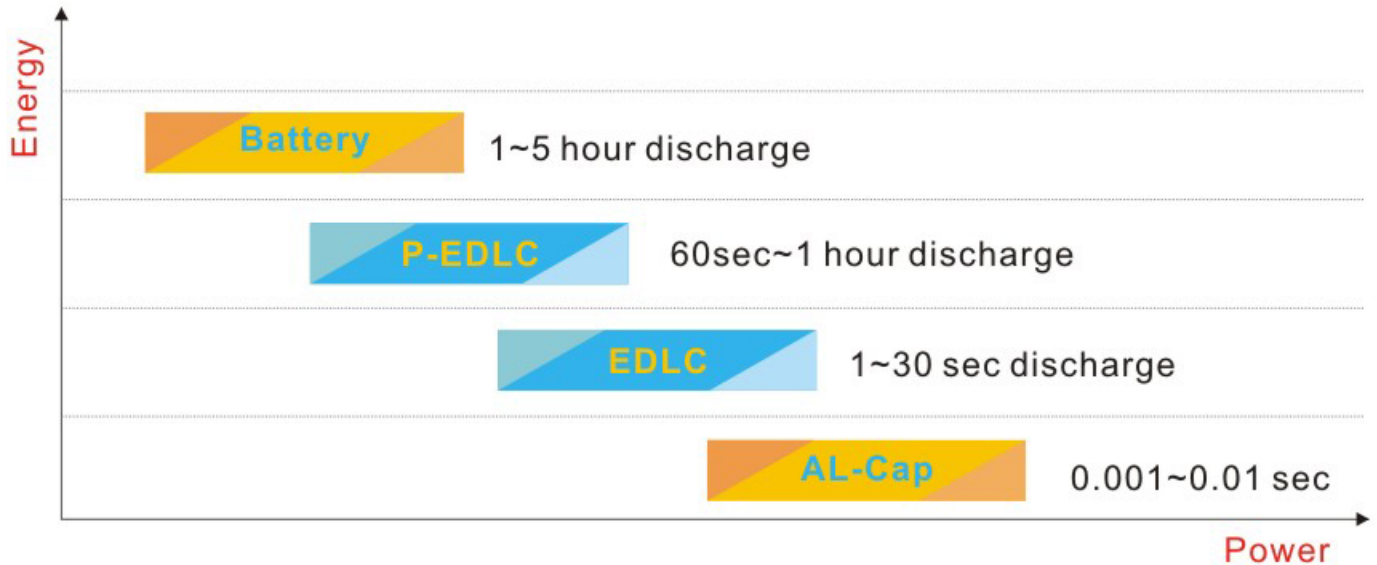 Energy
Battery
1~5 hour discharge
P-EDLC
60sec~1 hour discharge
EDLC
1~30 sec discharge
AL-Cap
0.001~0.01 sec
Power